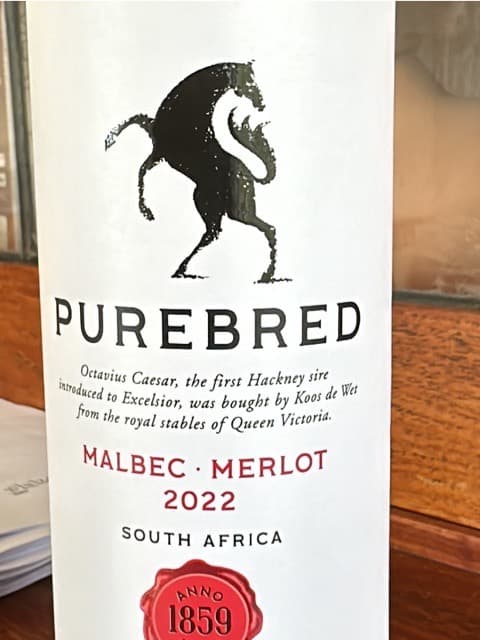 PUREBRED
Octavius Caesar, the first Hackney sire
introduced to Excelsior, was bought by Koos de Wet
from the royal stables of Queen Victoria.
MALBEC · MERLOT
2022
SOUTH AFRICA
ANNO
1859